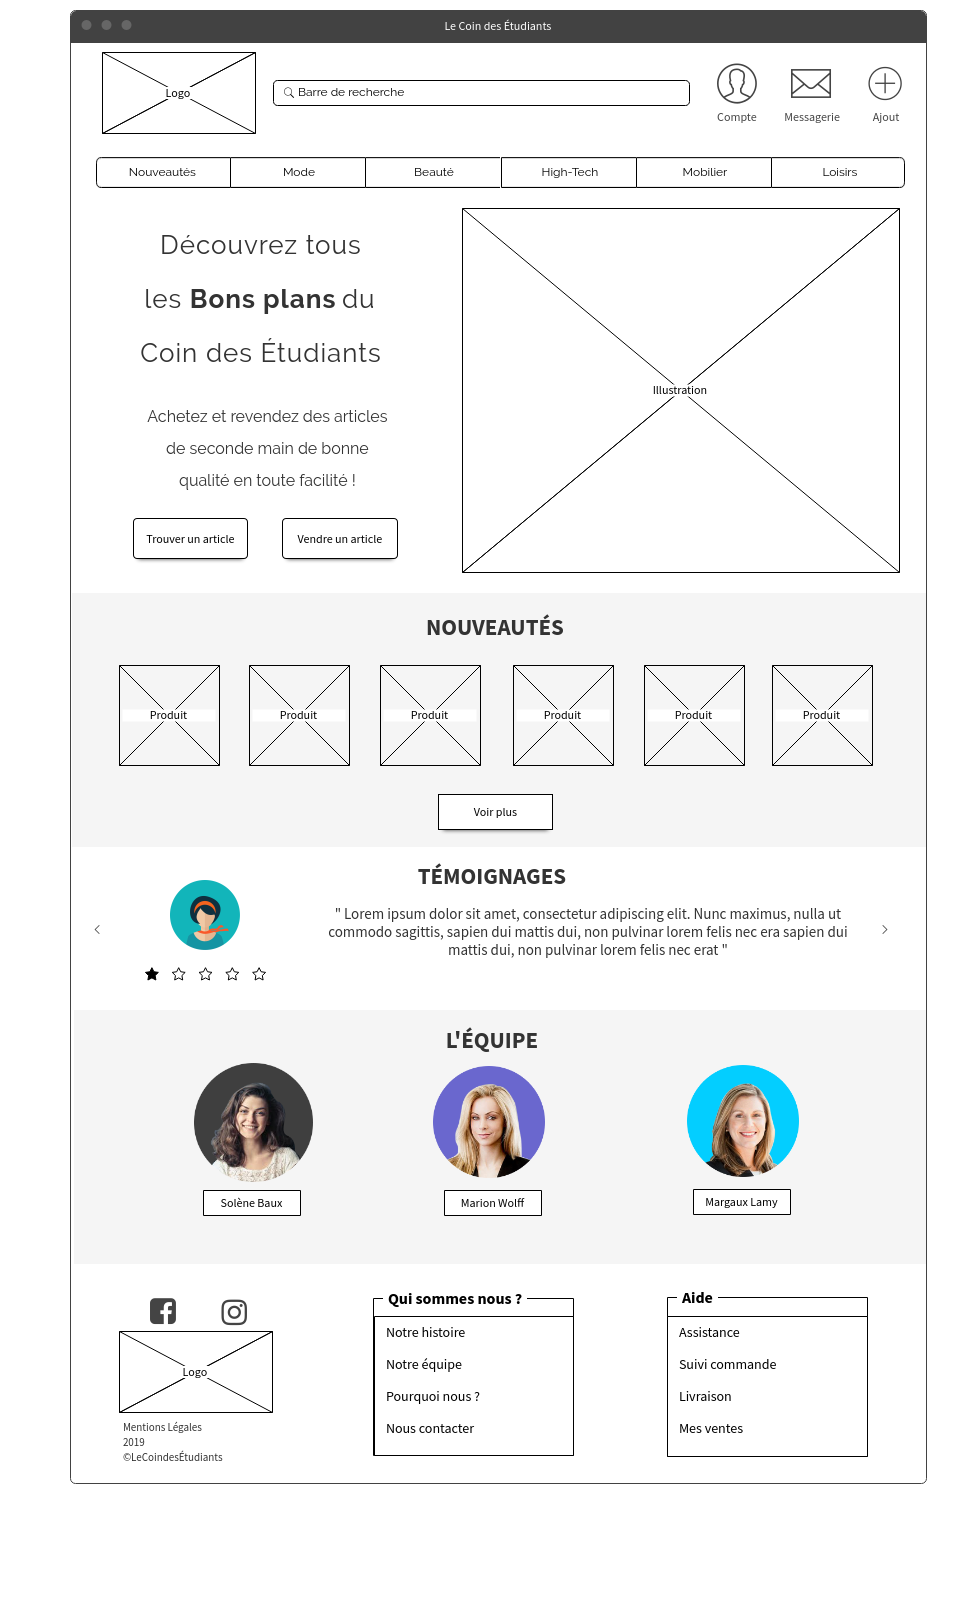 Le Coin des Étudiants
Logo
Barre de recherche
Compte
Messagerie
Ajout
Nouveautés
Mode
Beauté
High-Tech
Mobilier
Loisirs
Découvrez tous
les Bons plans du
Coin des Étudiants
Achetez et revendez des articles
de seconde main de bonne
qualité en toute facilité !
Trouver un article
Vendre un article
Illustration
NOUVEAUTÉS
Produit
Produit
Produit
Produit
Produit
Produit
Voir plus
TÉMOIGNAGES
" Lorem ipsum dolor sit amet, consectetur adipiscing elit. Nunc maximus, nulla ut
commodo sagittis, sapien dui mattis dui, non pulvinar lorem felis nec era sapien dui
mattis dui, non pulvinar lorem felis nec erat "
L'ÉQUIPE
Solène Baux
Marion Wolff
Margaux Lamy
Logo
Mentions Légales
2019
©LeCoindesÉtudiants
Qui sommes nous ?
Notre histoire
Notre équipe
Pourquoi nous ?
Nous contacter
Aide
Assistance
Suivi commande
Livraison
Mes ventes